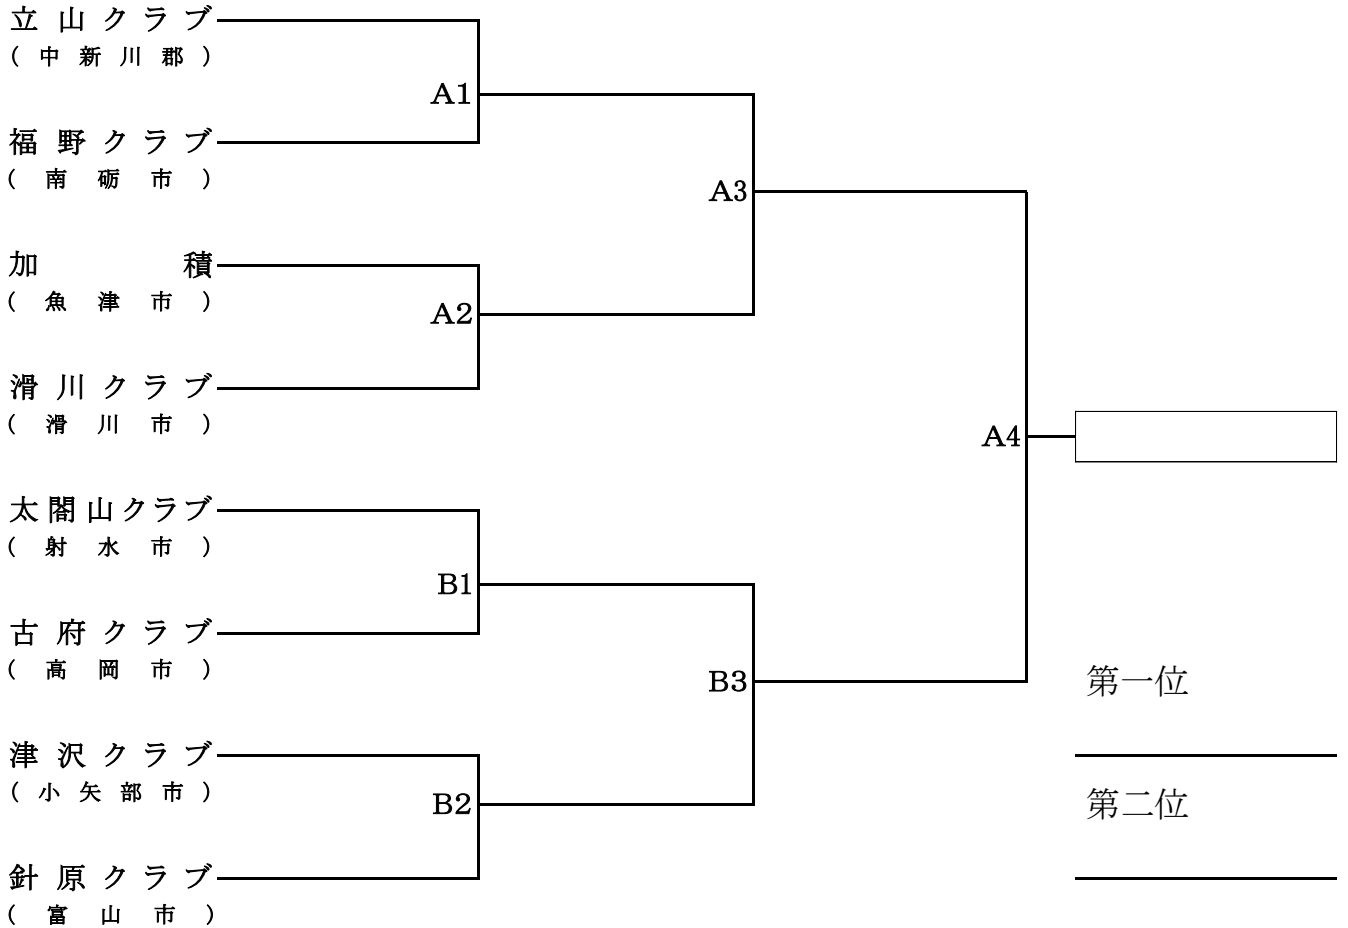 立山クラブ
(中新川郡)
A1
福野クラブ
(南砺市)
A3
加積
(魚津市)
A2
滑川クラブ
(滑川市)
A4
太閤山クラブ
(射水市)
B1
古府クラブ
(高岡市)
B3
第一位
津沢クラブ
(小矢部市)
B2
第二位
針原クラブ
(富山市)